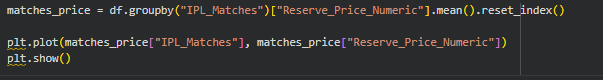 matches_price = df.groupby("IPL_Matches")["Reserve_Price_Numeric"].mean().reset_index()
plt.plot(matches_price["IPL_Matches"], matches_price["Reserve_Price_Numeric"])
plt.show()